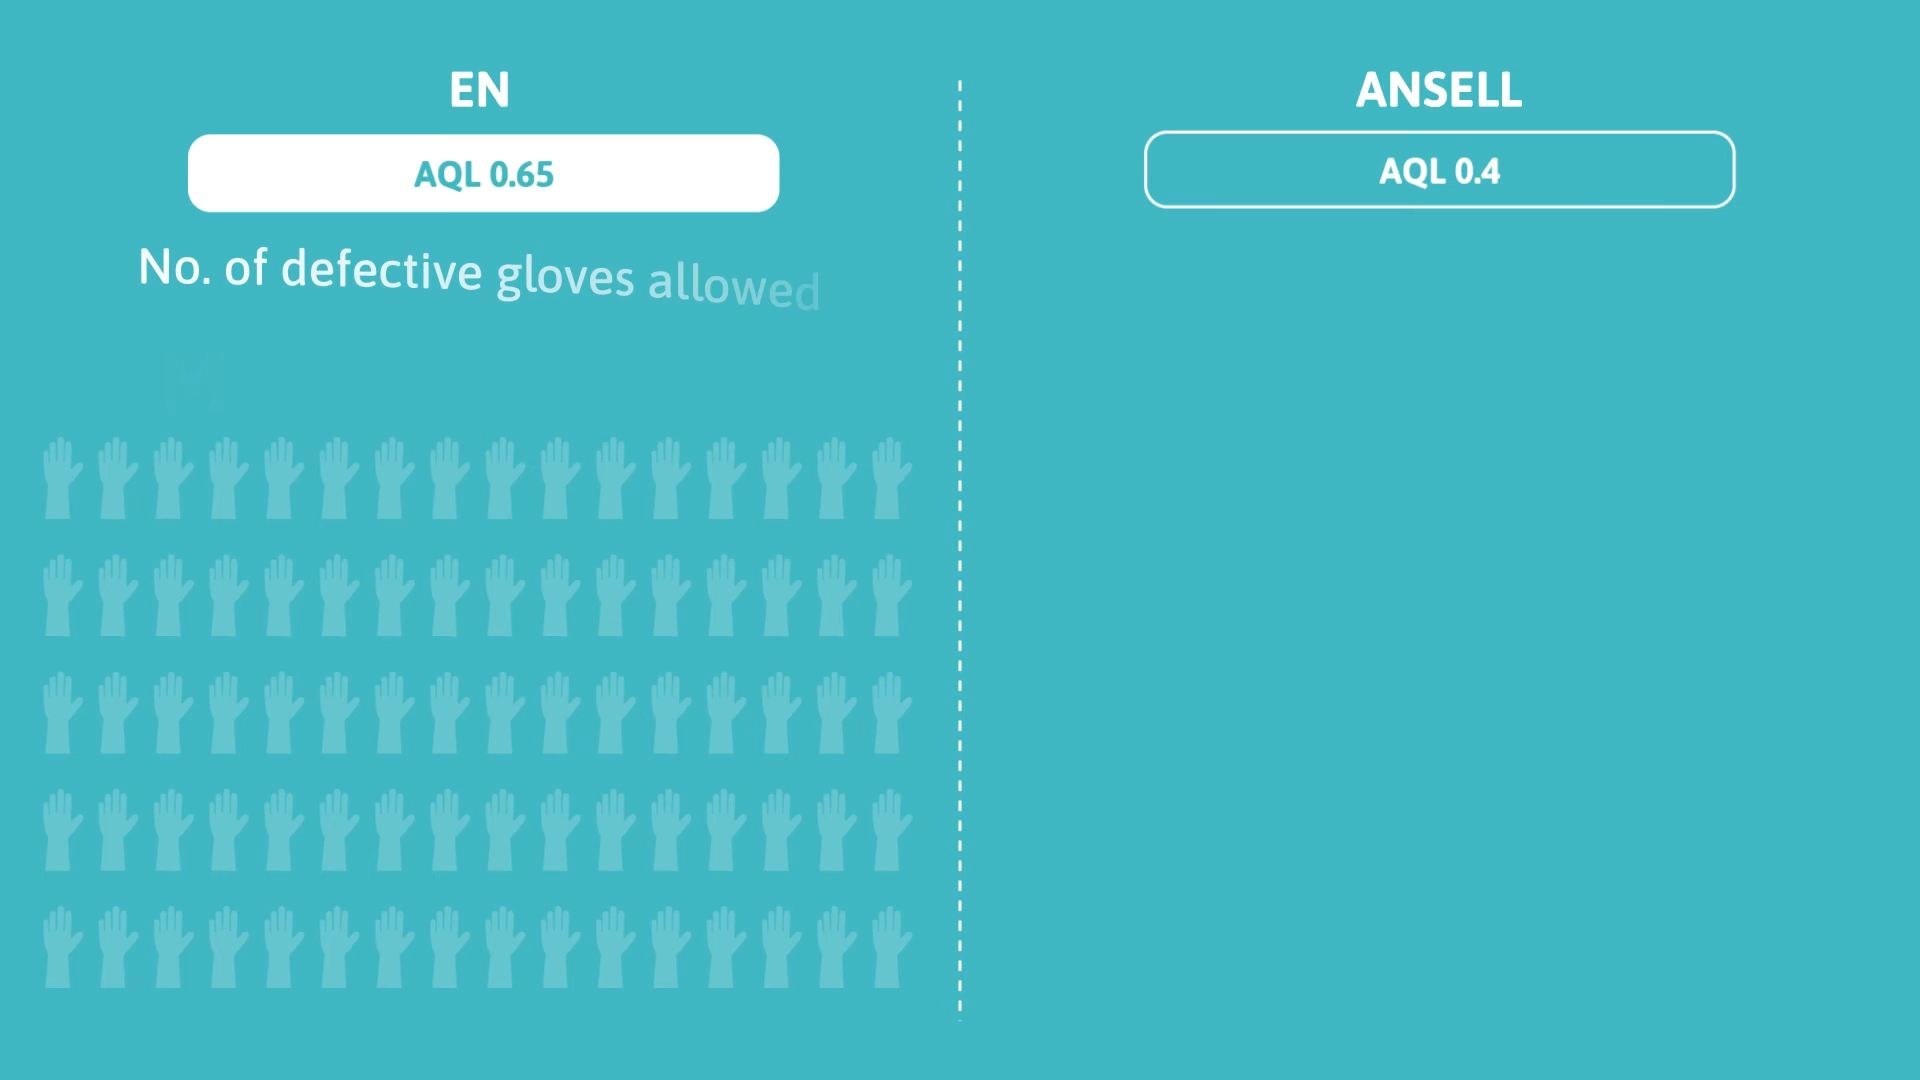 EN
AQL 0.65
No. of defective gloves allowed
ANSELL
AQL 0.4